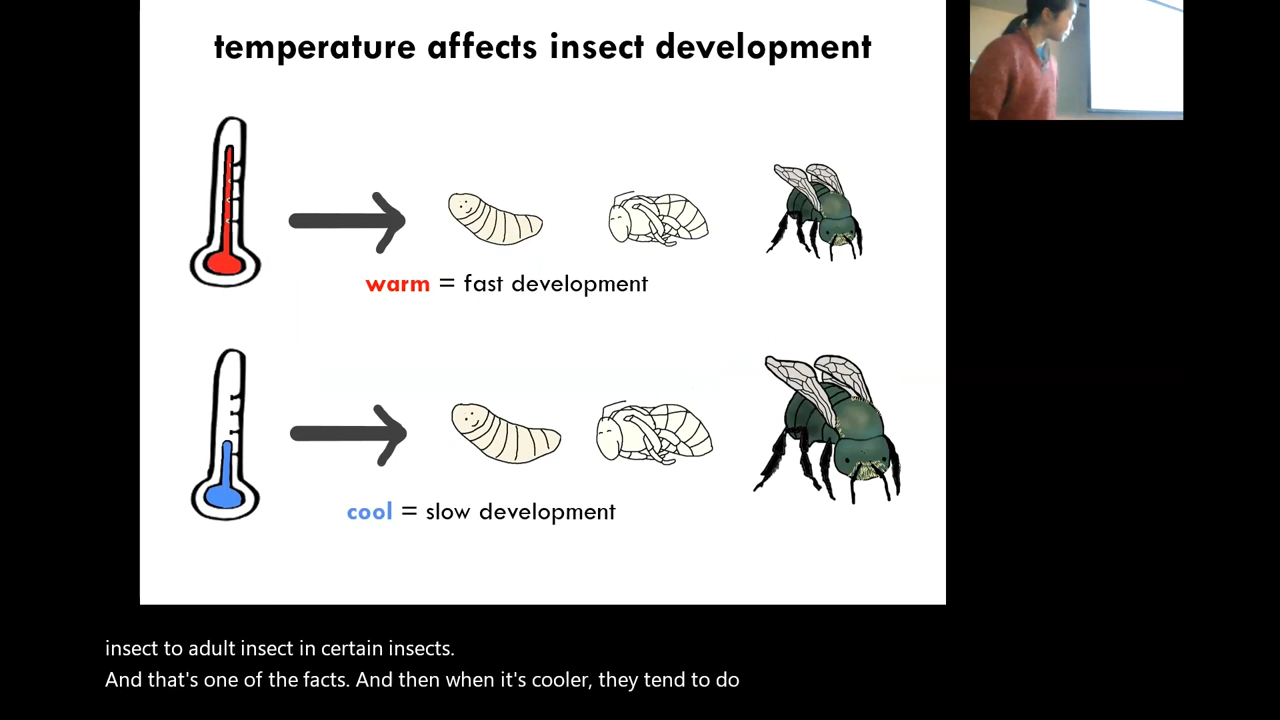 temperature affects insect development
warm = fast development
cool = slow development
insect to adult insect in certain insects.
And that's one of the facts. And then when it's cooler, they tend to do